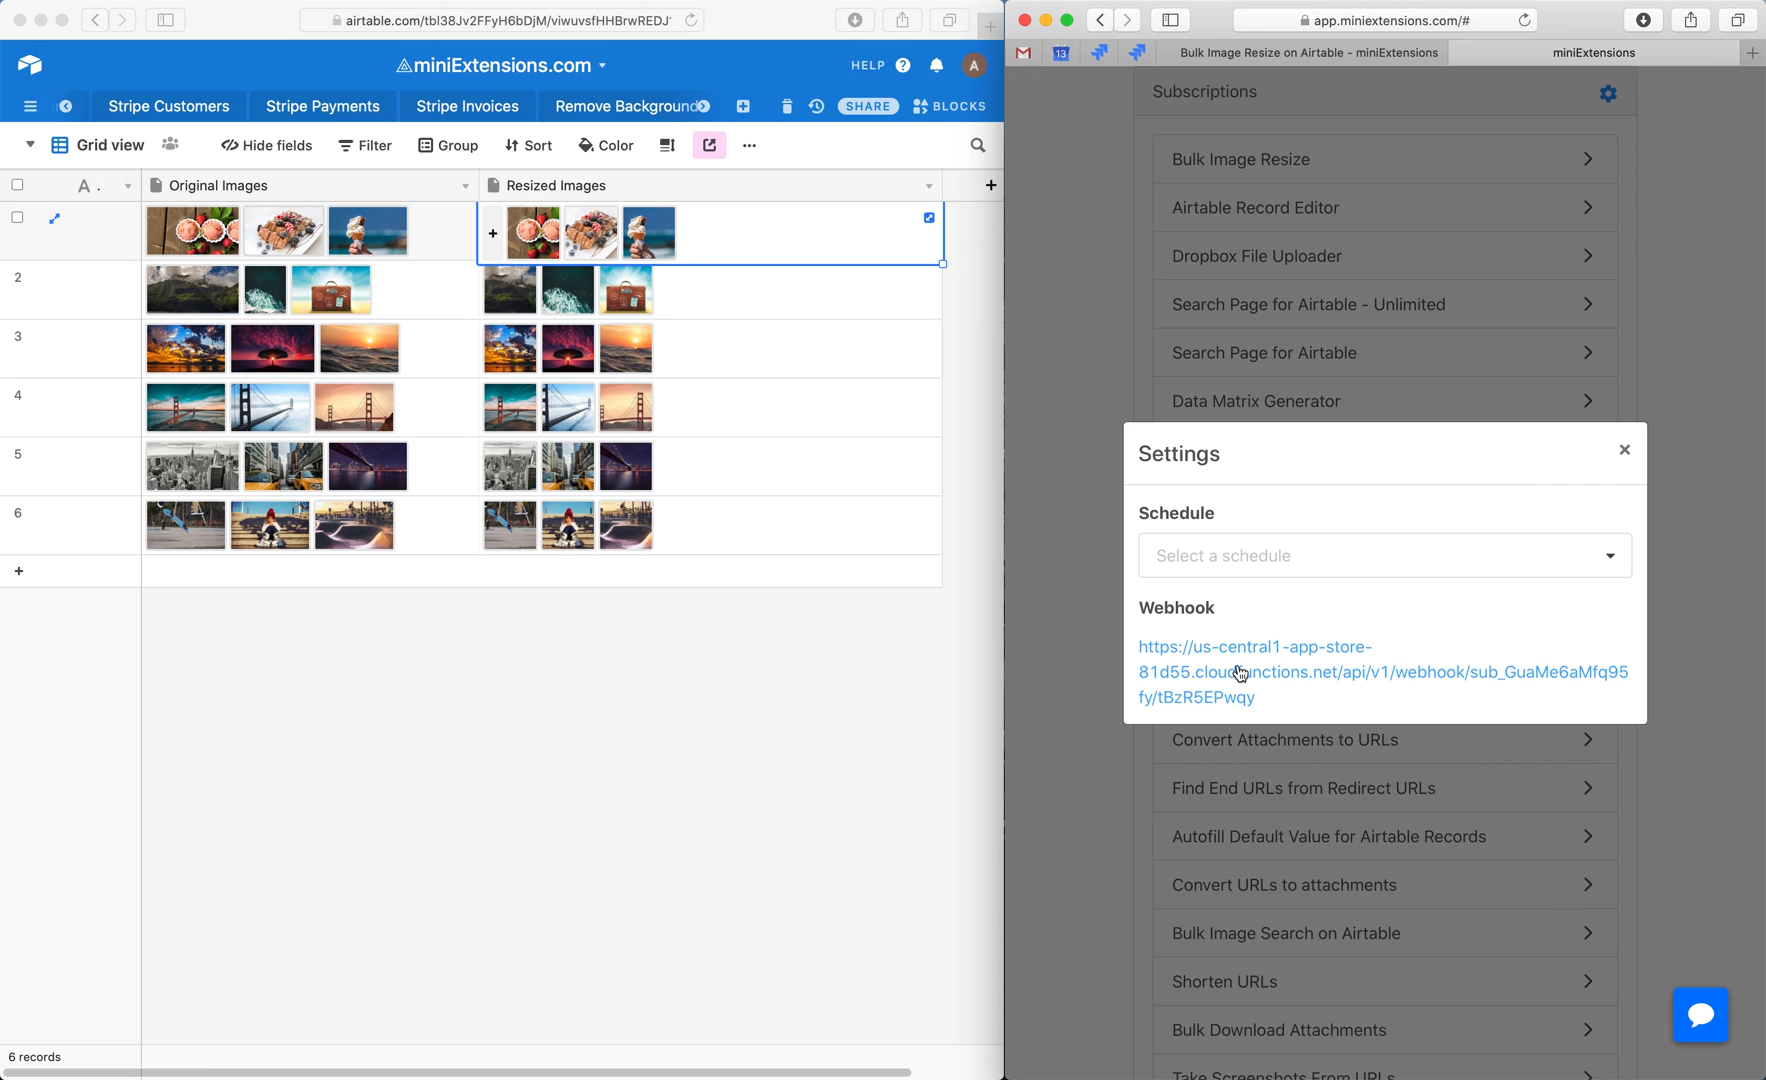 airtable.com/tbl38Jv2FFyH6bDjM/viwuvsfHHBrwREDJ
miniExtensions.com
HELP
A
Stripe Customers
Stripe Payments
Stripe Invoices
Remove Background
SHARE
BLOCKS
Grid view
Hide fields
Filter
Group
Sort
Color
A .
Original Images
Resized Images
2
3
4
5
6
6 records
app.miniextensions.com/#
13
Bulk Image Resize on Airtable - miniExtensions
miniExtensions
Subscriptions
Bulk Image Resize
Airtable Record Editor
Dropbox File Uploader
Search Page for Airtable - Unlimited
Search Page for Airtable
Data Matrix Generator
Settings
Schedule
Select a schedule
Webhook
https://us-central1-app-store-
81d55.cloudfunctions.net/api/v1/webhook/sub_GuaMe6aMfq95
fy/tBzR5EPwqy
Convert Attachments to URLs
Find End URLs from Redirect URLs
Autofill Default Value for Airtable Records
Convert URLs to attachments
Bulk Image Search on Airtable
Shorten URLs
Bulk Download Attachments
Take Screenshots From URLs